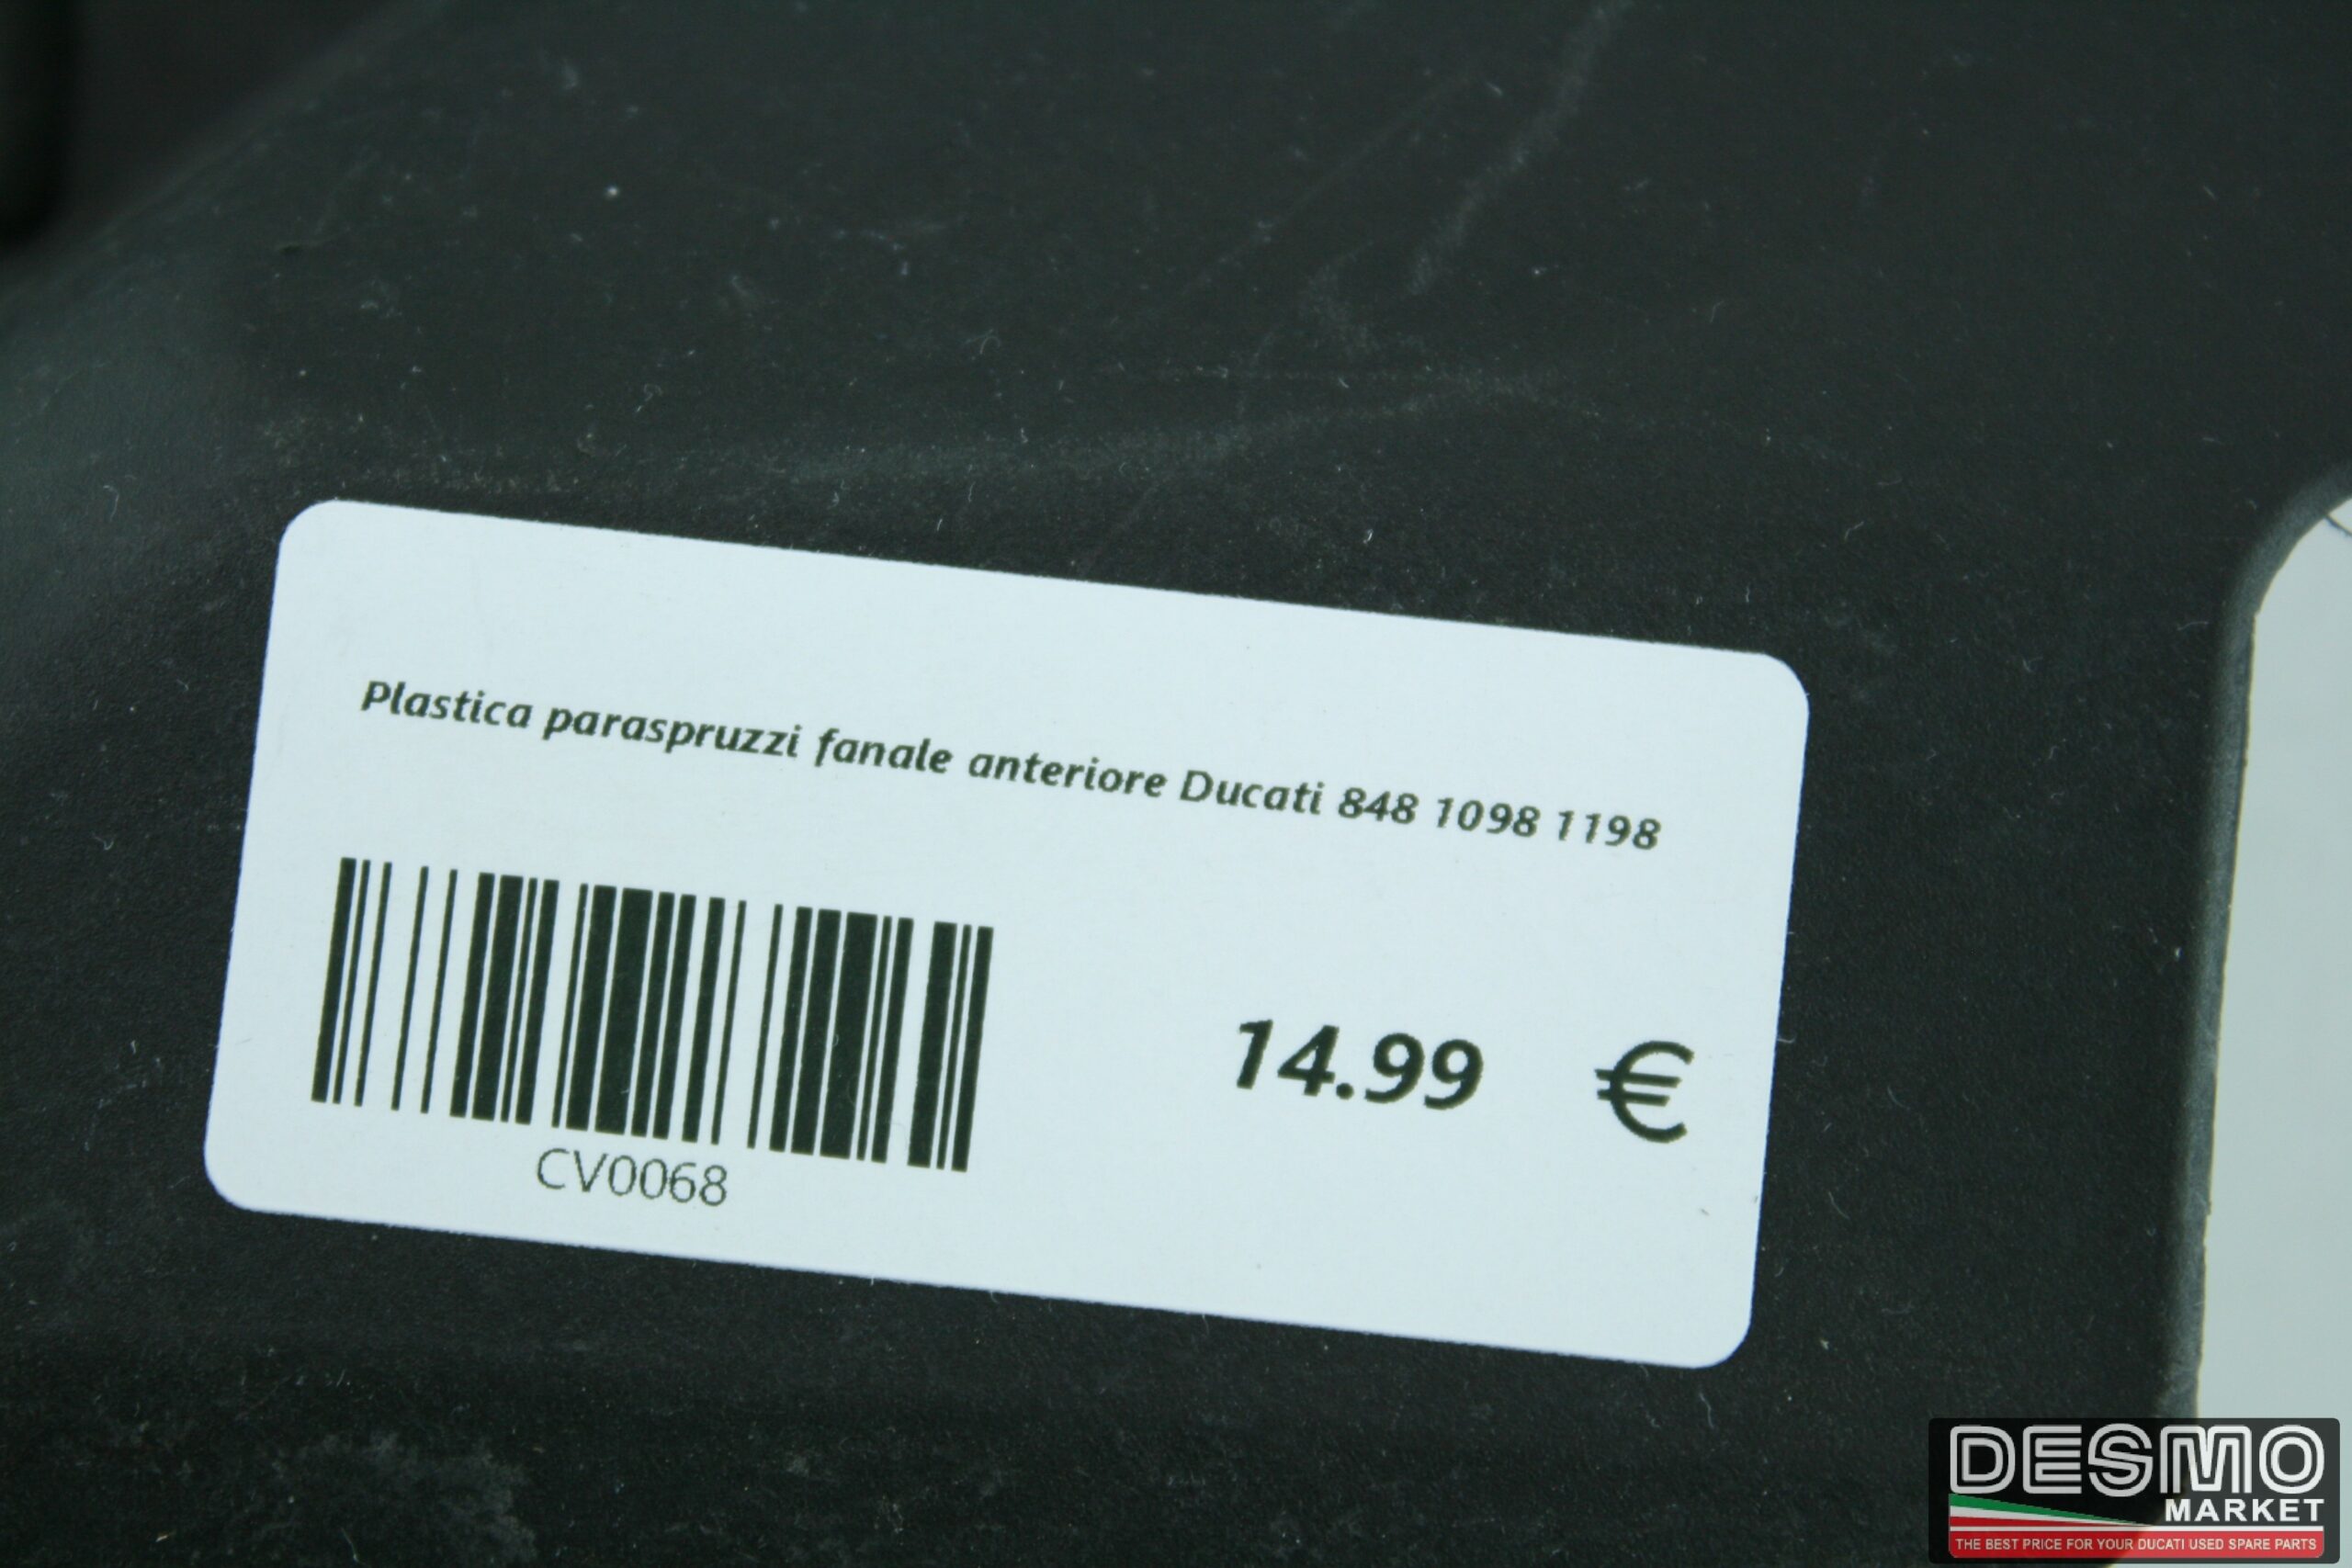 Plastica paraspruzzi fanale anteriore Ducati 848 1098 1198
14.99 €
CV0068
DESMO
MARKET
THE BEST PRICE FOR YOUR DUCATI USED SPARE PARTS